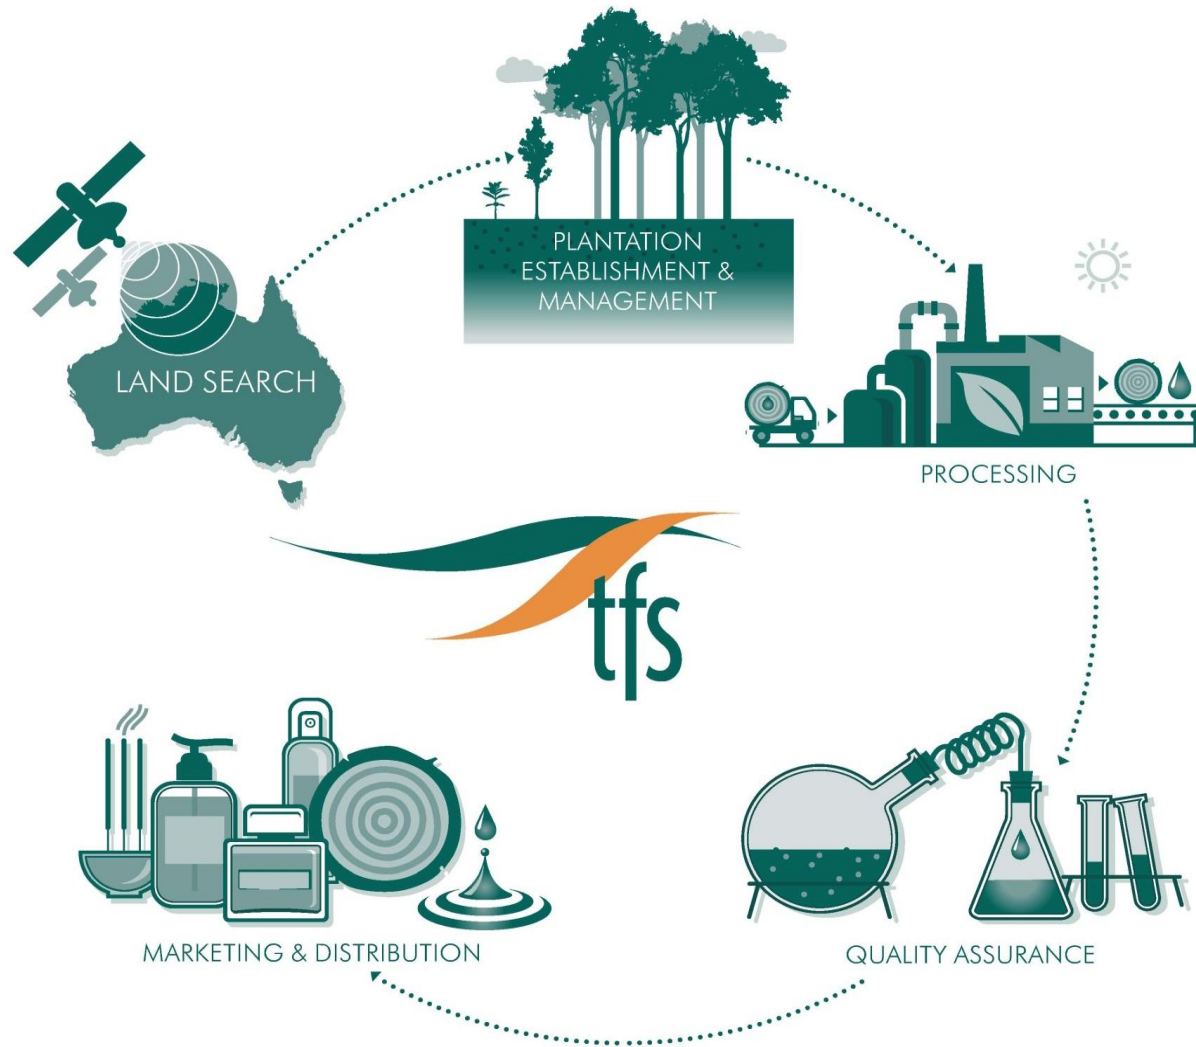 PLANTATION
ESTABLISHMENT &
MANAGEMENT
LAND SEARCH
PROCESSING
tfs
MARKETING & DISTRIBUTION
QUALITY ASSURANCE